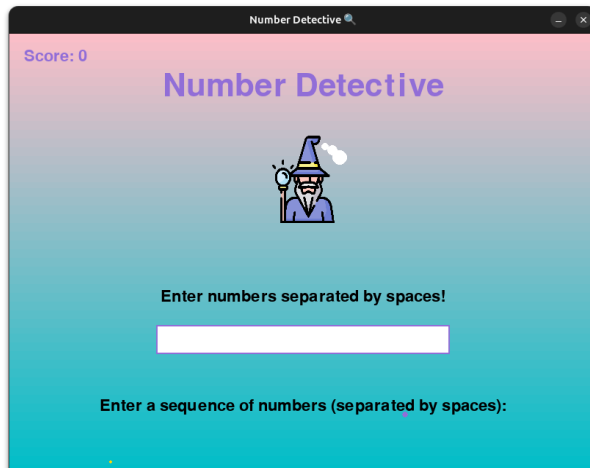 Number Detective 🔍
Score: 0
Number Detective
Enter numbers separated by spaces!
Enter a sequence of numbers (separated by spaces):